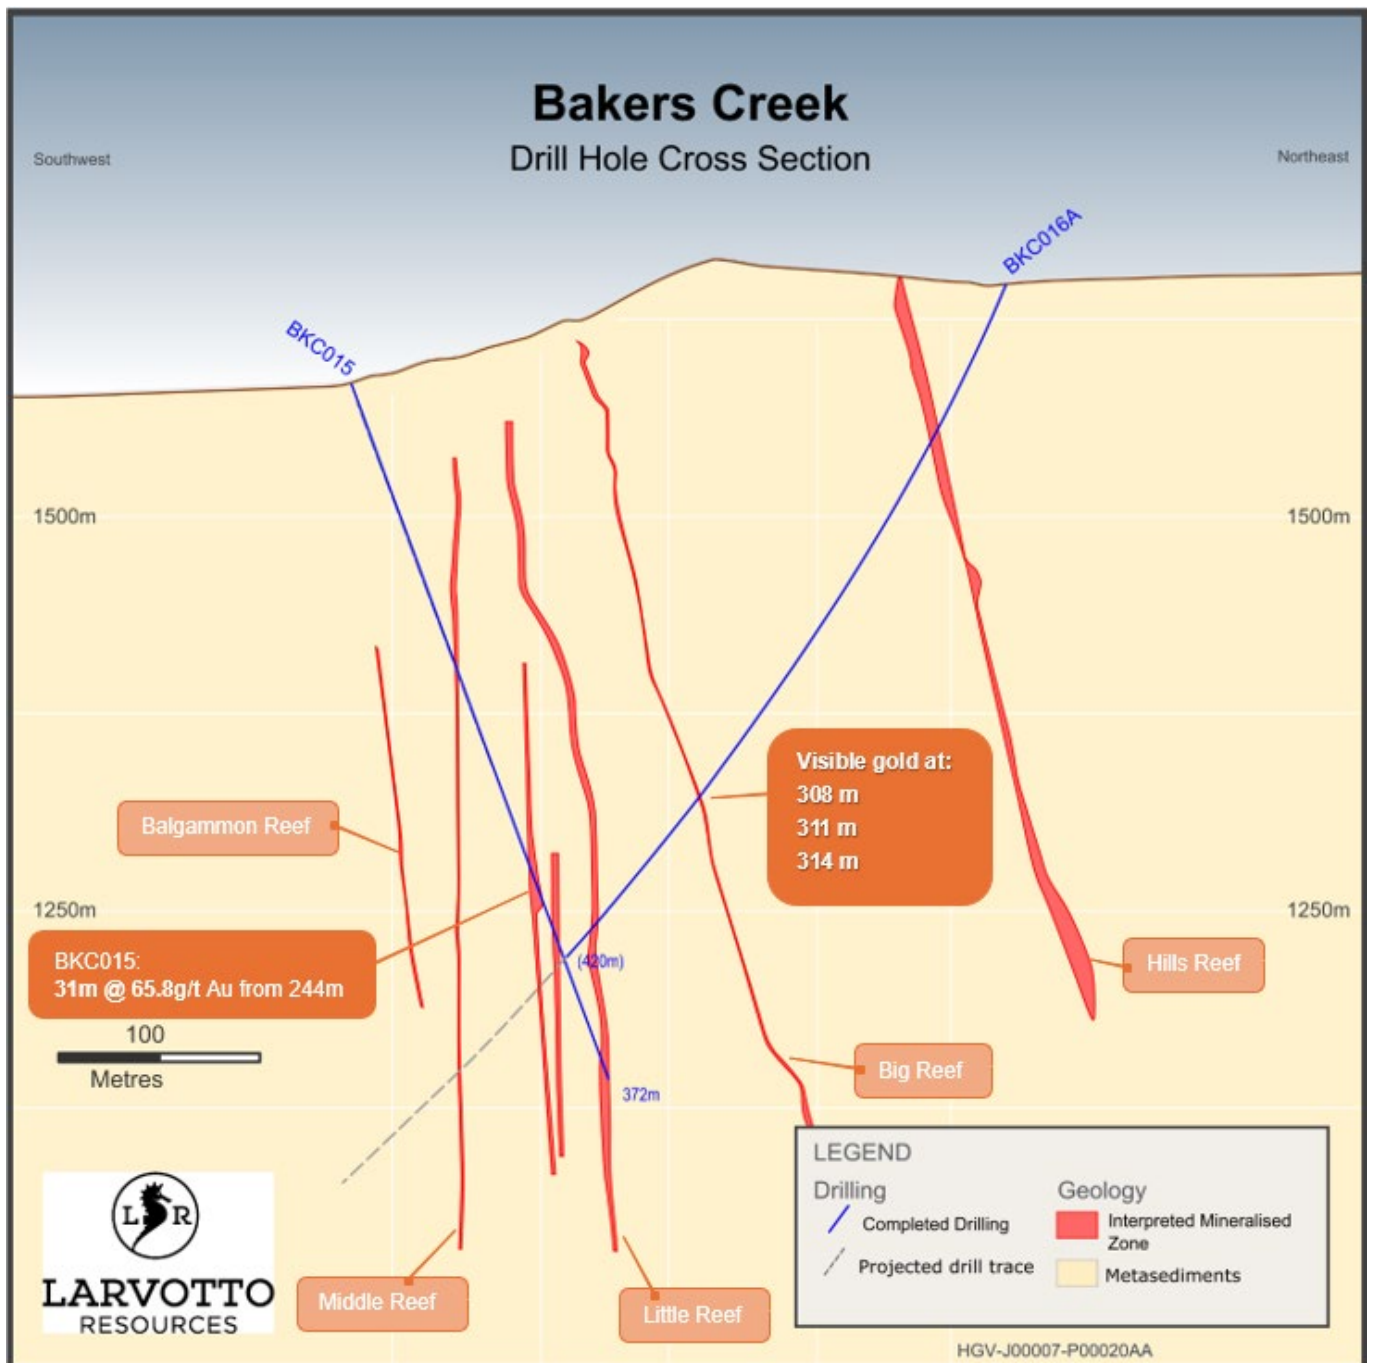 Bakers Creek
Drill Hole Cross Section
Southwest
Northeast
BKC016A
BKC015
1500m
1500m
Visible gold at:
308 m
311 m
314 m
Balgammon Reef
1250m
1250m
BKC015:
31m @ 65.8g/t Au from 244m
(420m)
Hills Reef
100
Metres
Big Reef
372m
LEGEND
Drilling
Geology
Completed Drilling
Interpreted Mineralised
Zone
Projected drill trace
Metasediments
L R
LARVOTTO
RESOURCES
Middle Reef
Little Reef
HGV-J00007-P00020AA